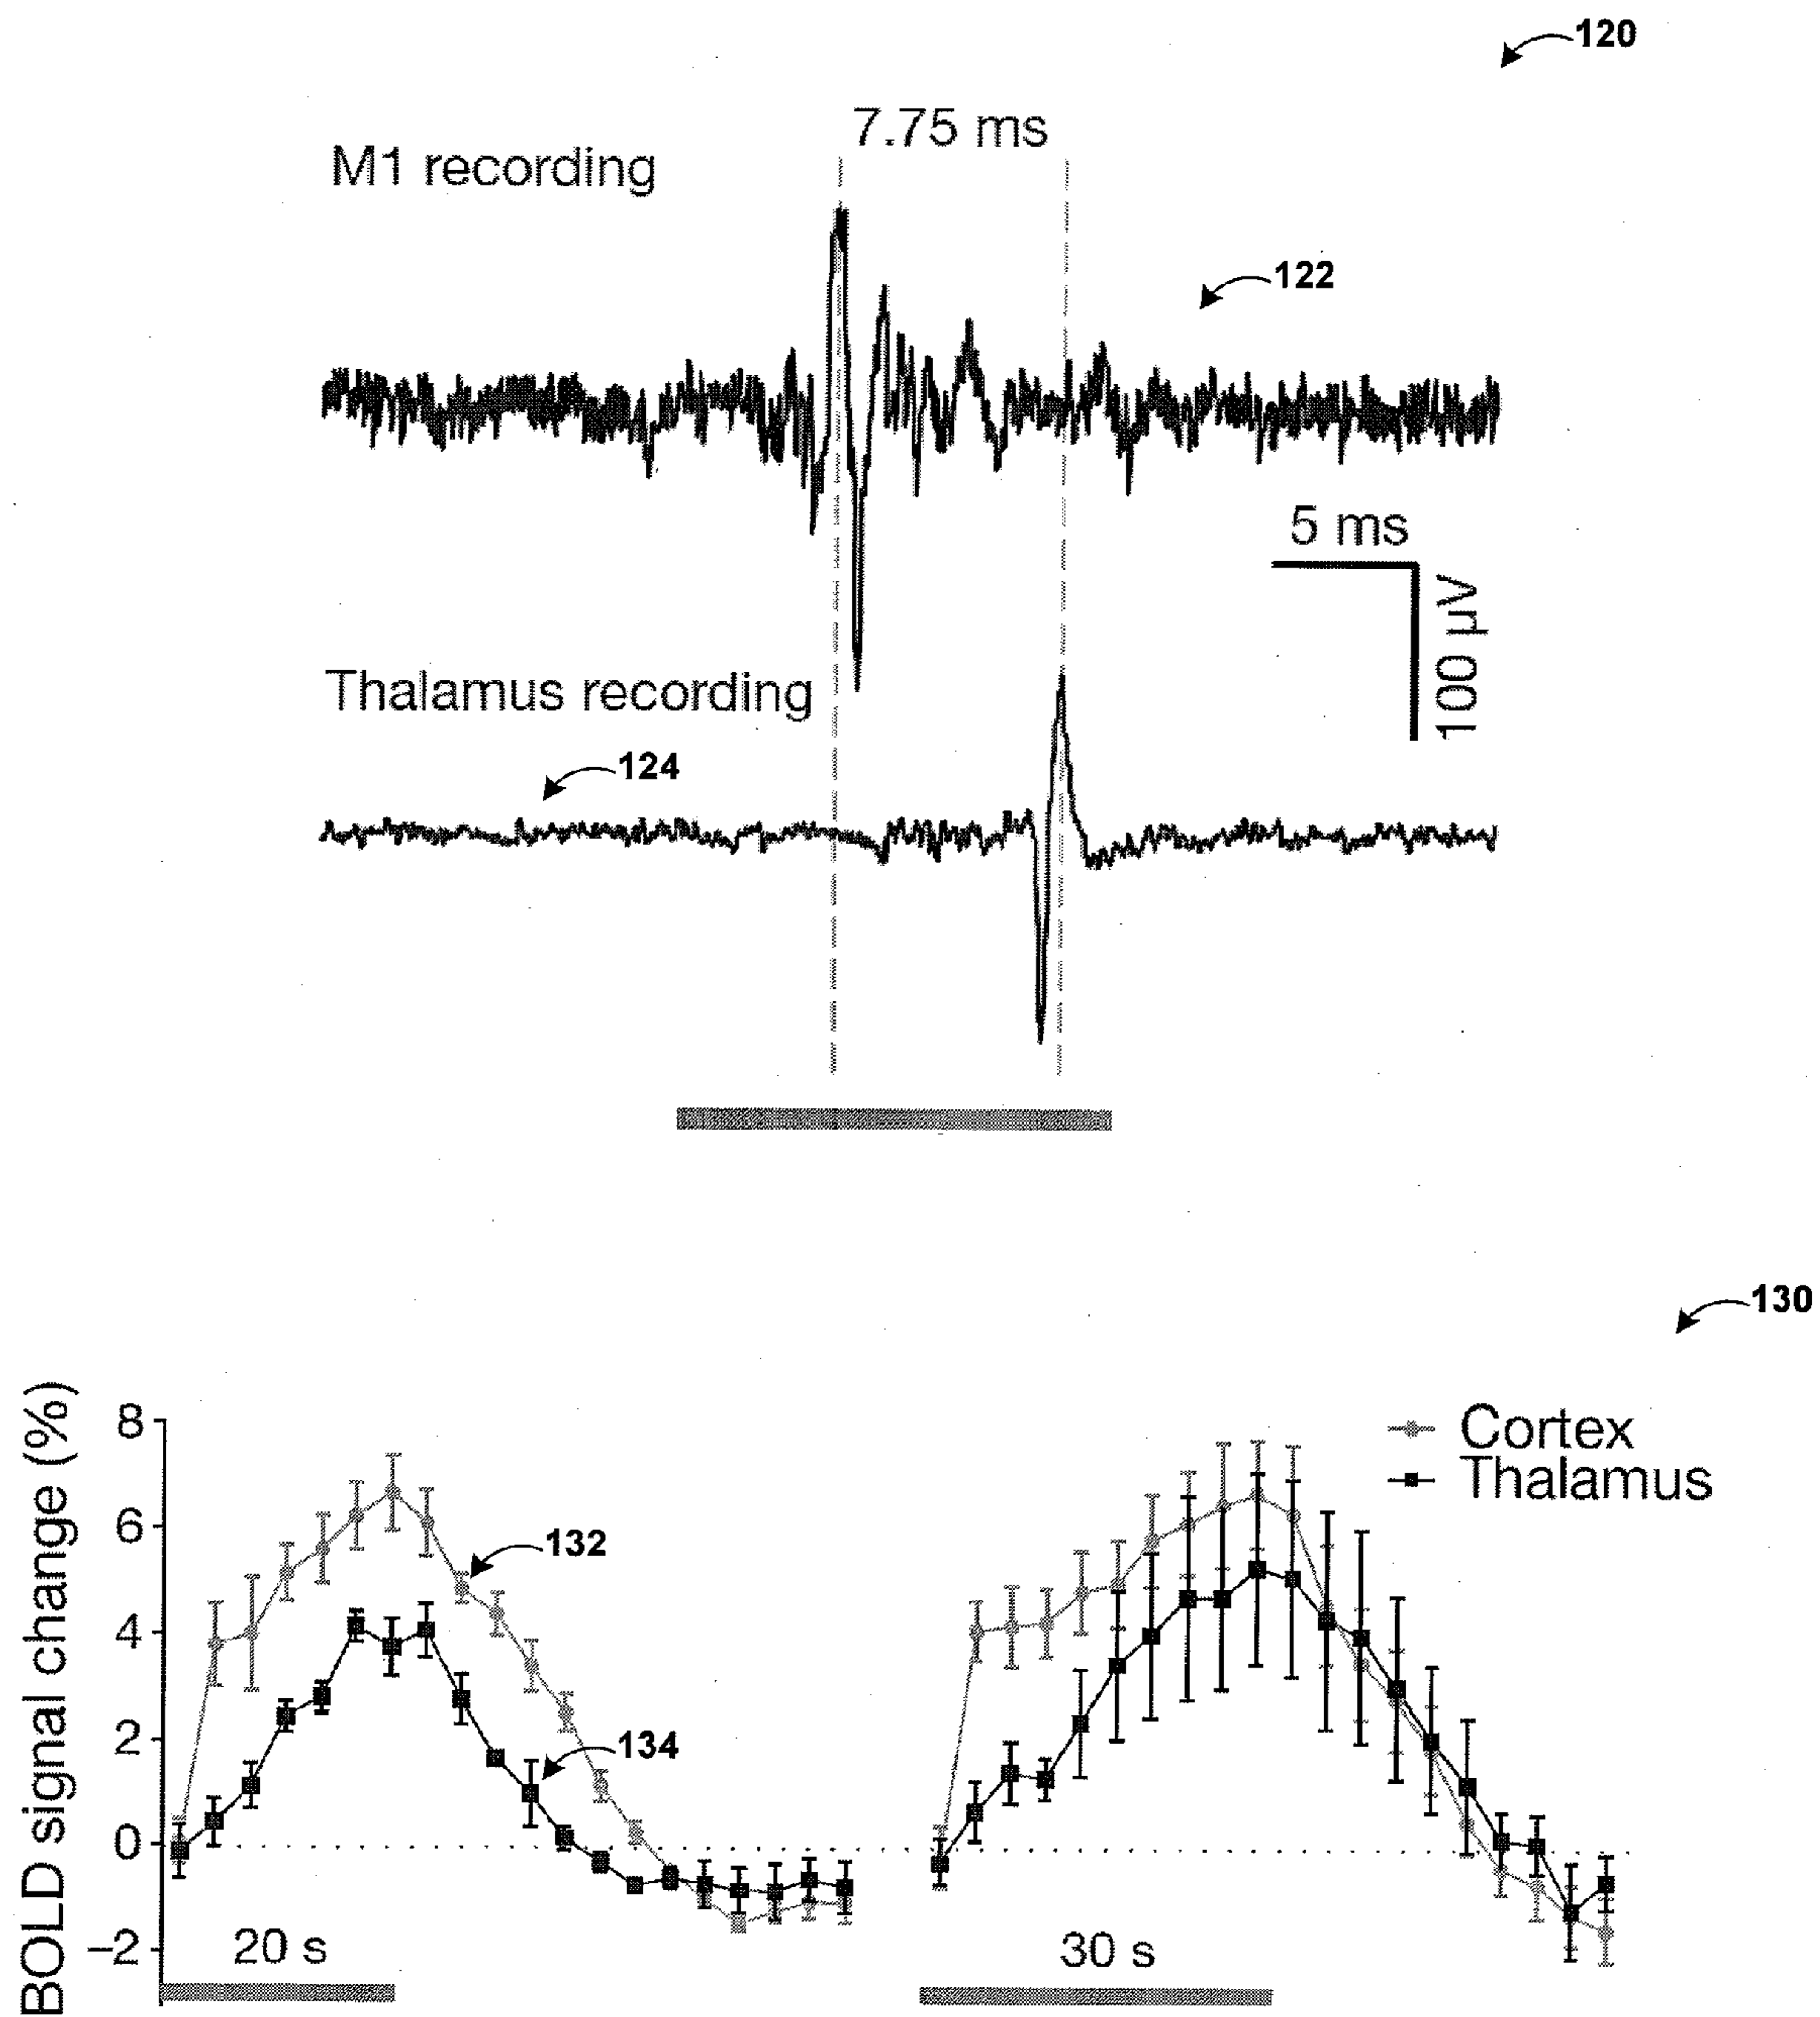 120
7.75 ms
M1 recording
122
5 ms
100 µV
Thalamus recording
124
130
BOLD signal change (%)
8
6
4
2
0
−2
Cortex
Thalamus
132
134
20 s
30 s